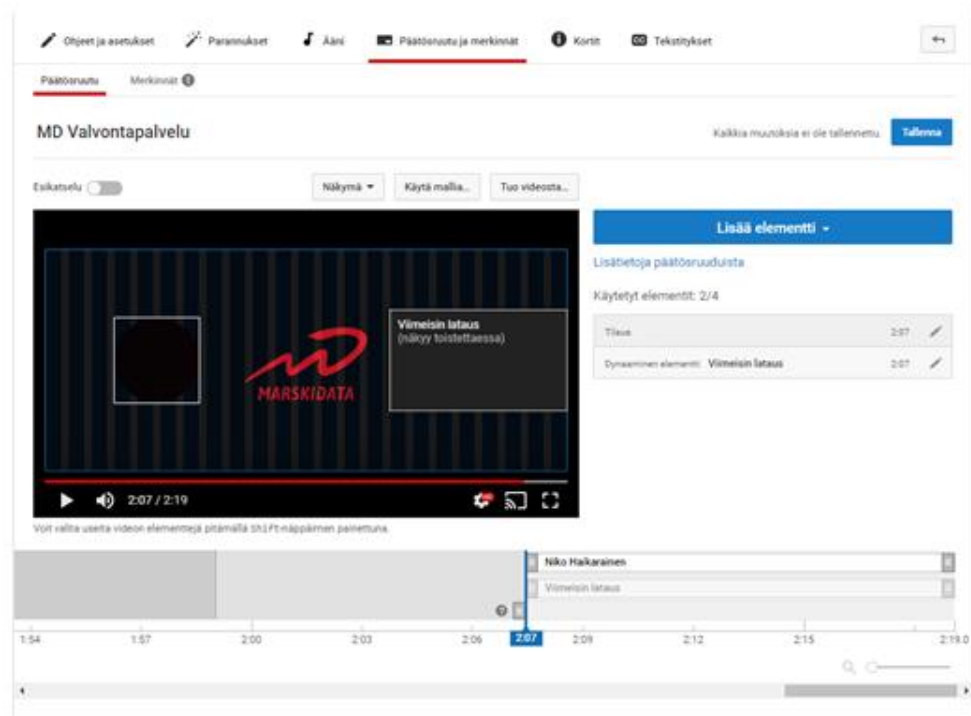 Ohjeet ja asetukset Parannukset Ääni Päätösruutu ja merkinnät Kortit Tekstitykset
Päätösruutu Merkinnät
MD Valvontapalvelu
Kaikkia muutoksia ei ole tallennettu. Tallenna
Esikatselu Näkymä Käytä mallia... Tuo videosta...
Lisää elementti
Lisätietoja päätösruuduista
Käytetyt elementit: 2/4
Tilaus 2:07
Dynaaminen elementti: Viimeisin lataus 2:07
Viimeisin lataus
(näkyy toistettaessa)
MARSKIDATA
2:07 / 2:19
Voit valita useita videon elementtejä pitämällä Shift-näppäimen painettuna.
Niko Haikarainen
Viimeisin lataus
1:54 1:57 2:00 2:03 2:06 2:07 2:09 2:12 2:15 2:19.0